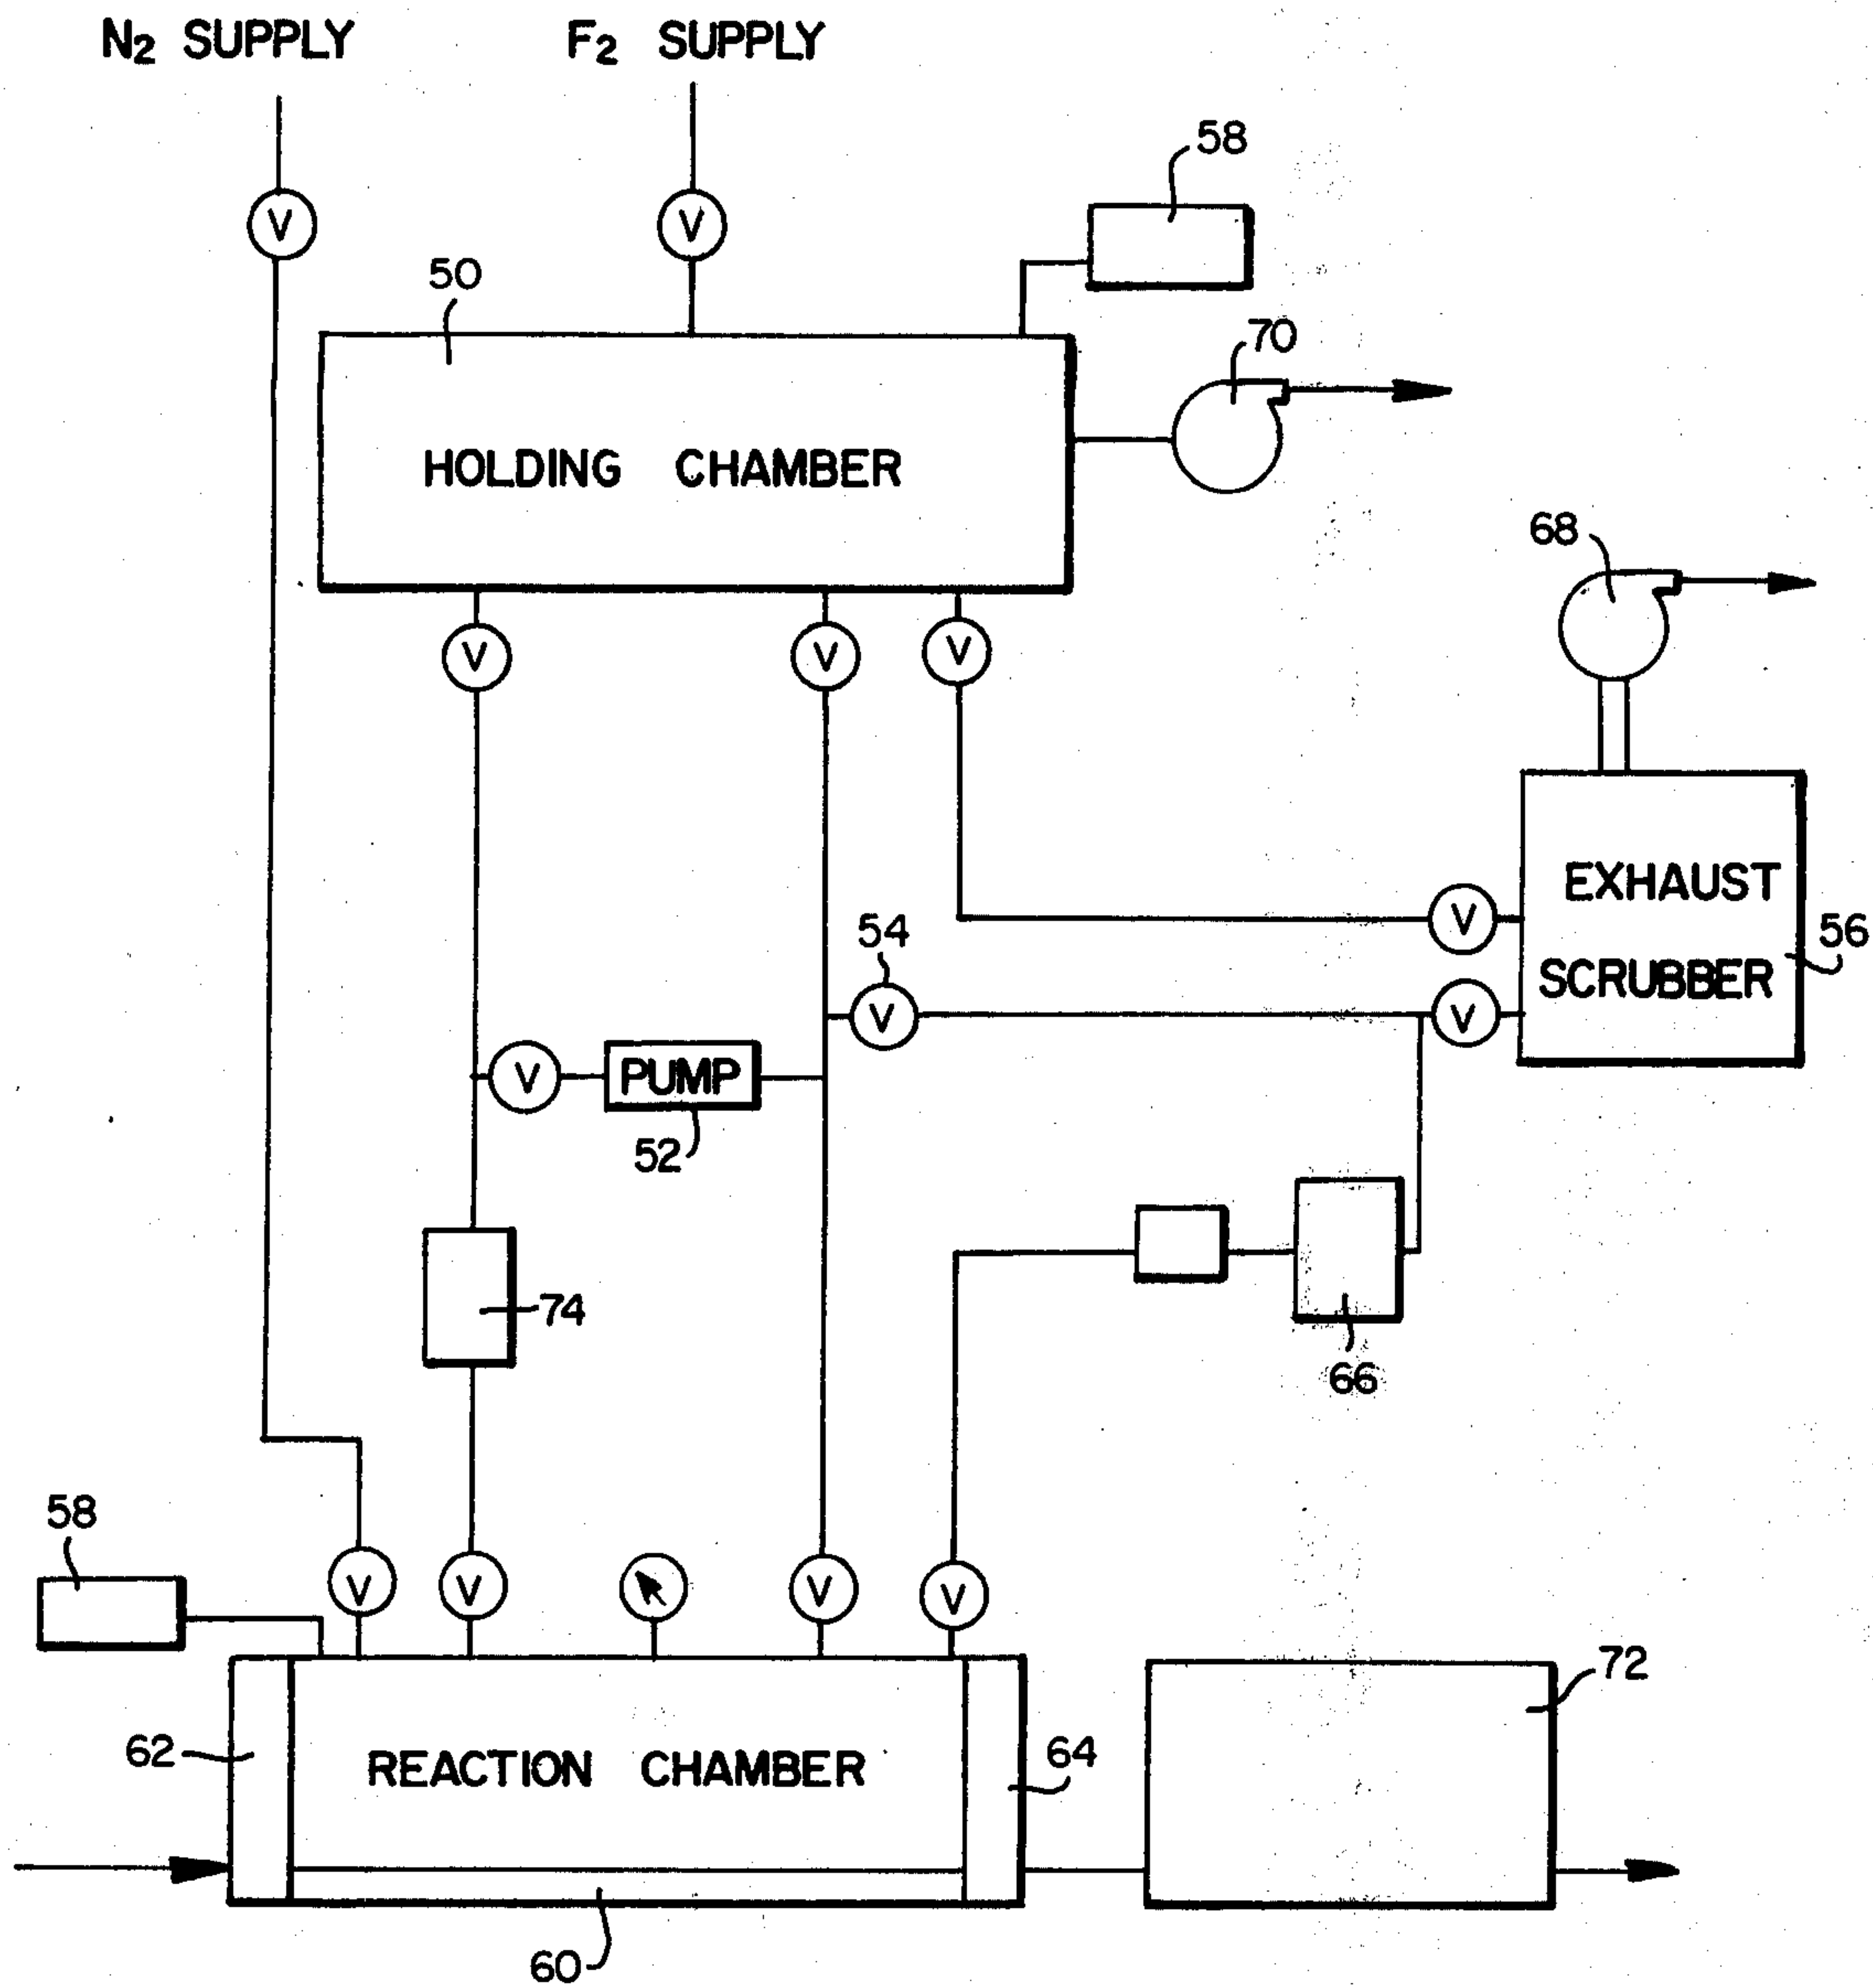 N₂ SUPPLY F₂ SUPPLY
58
V V
50
70
HOLDING CHAMBER
68
V V V
EXHAUST
V
54
56
SCRUBBER
V V
V PUMP
52
74
66
58
V V V V
72
62
REACTION CHAMBER
64
60